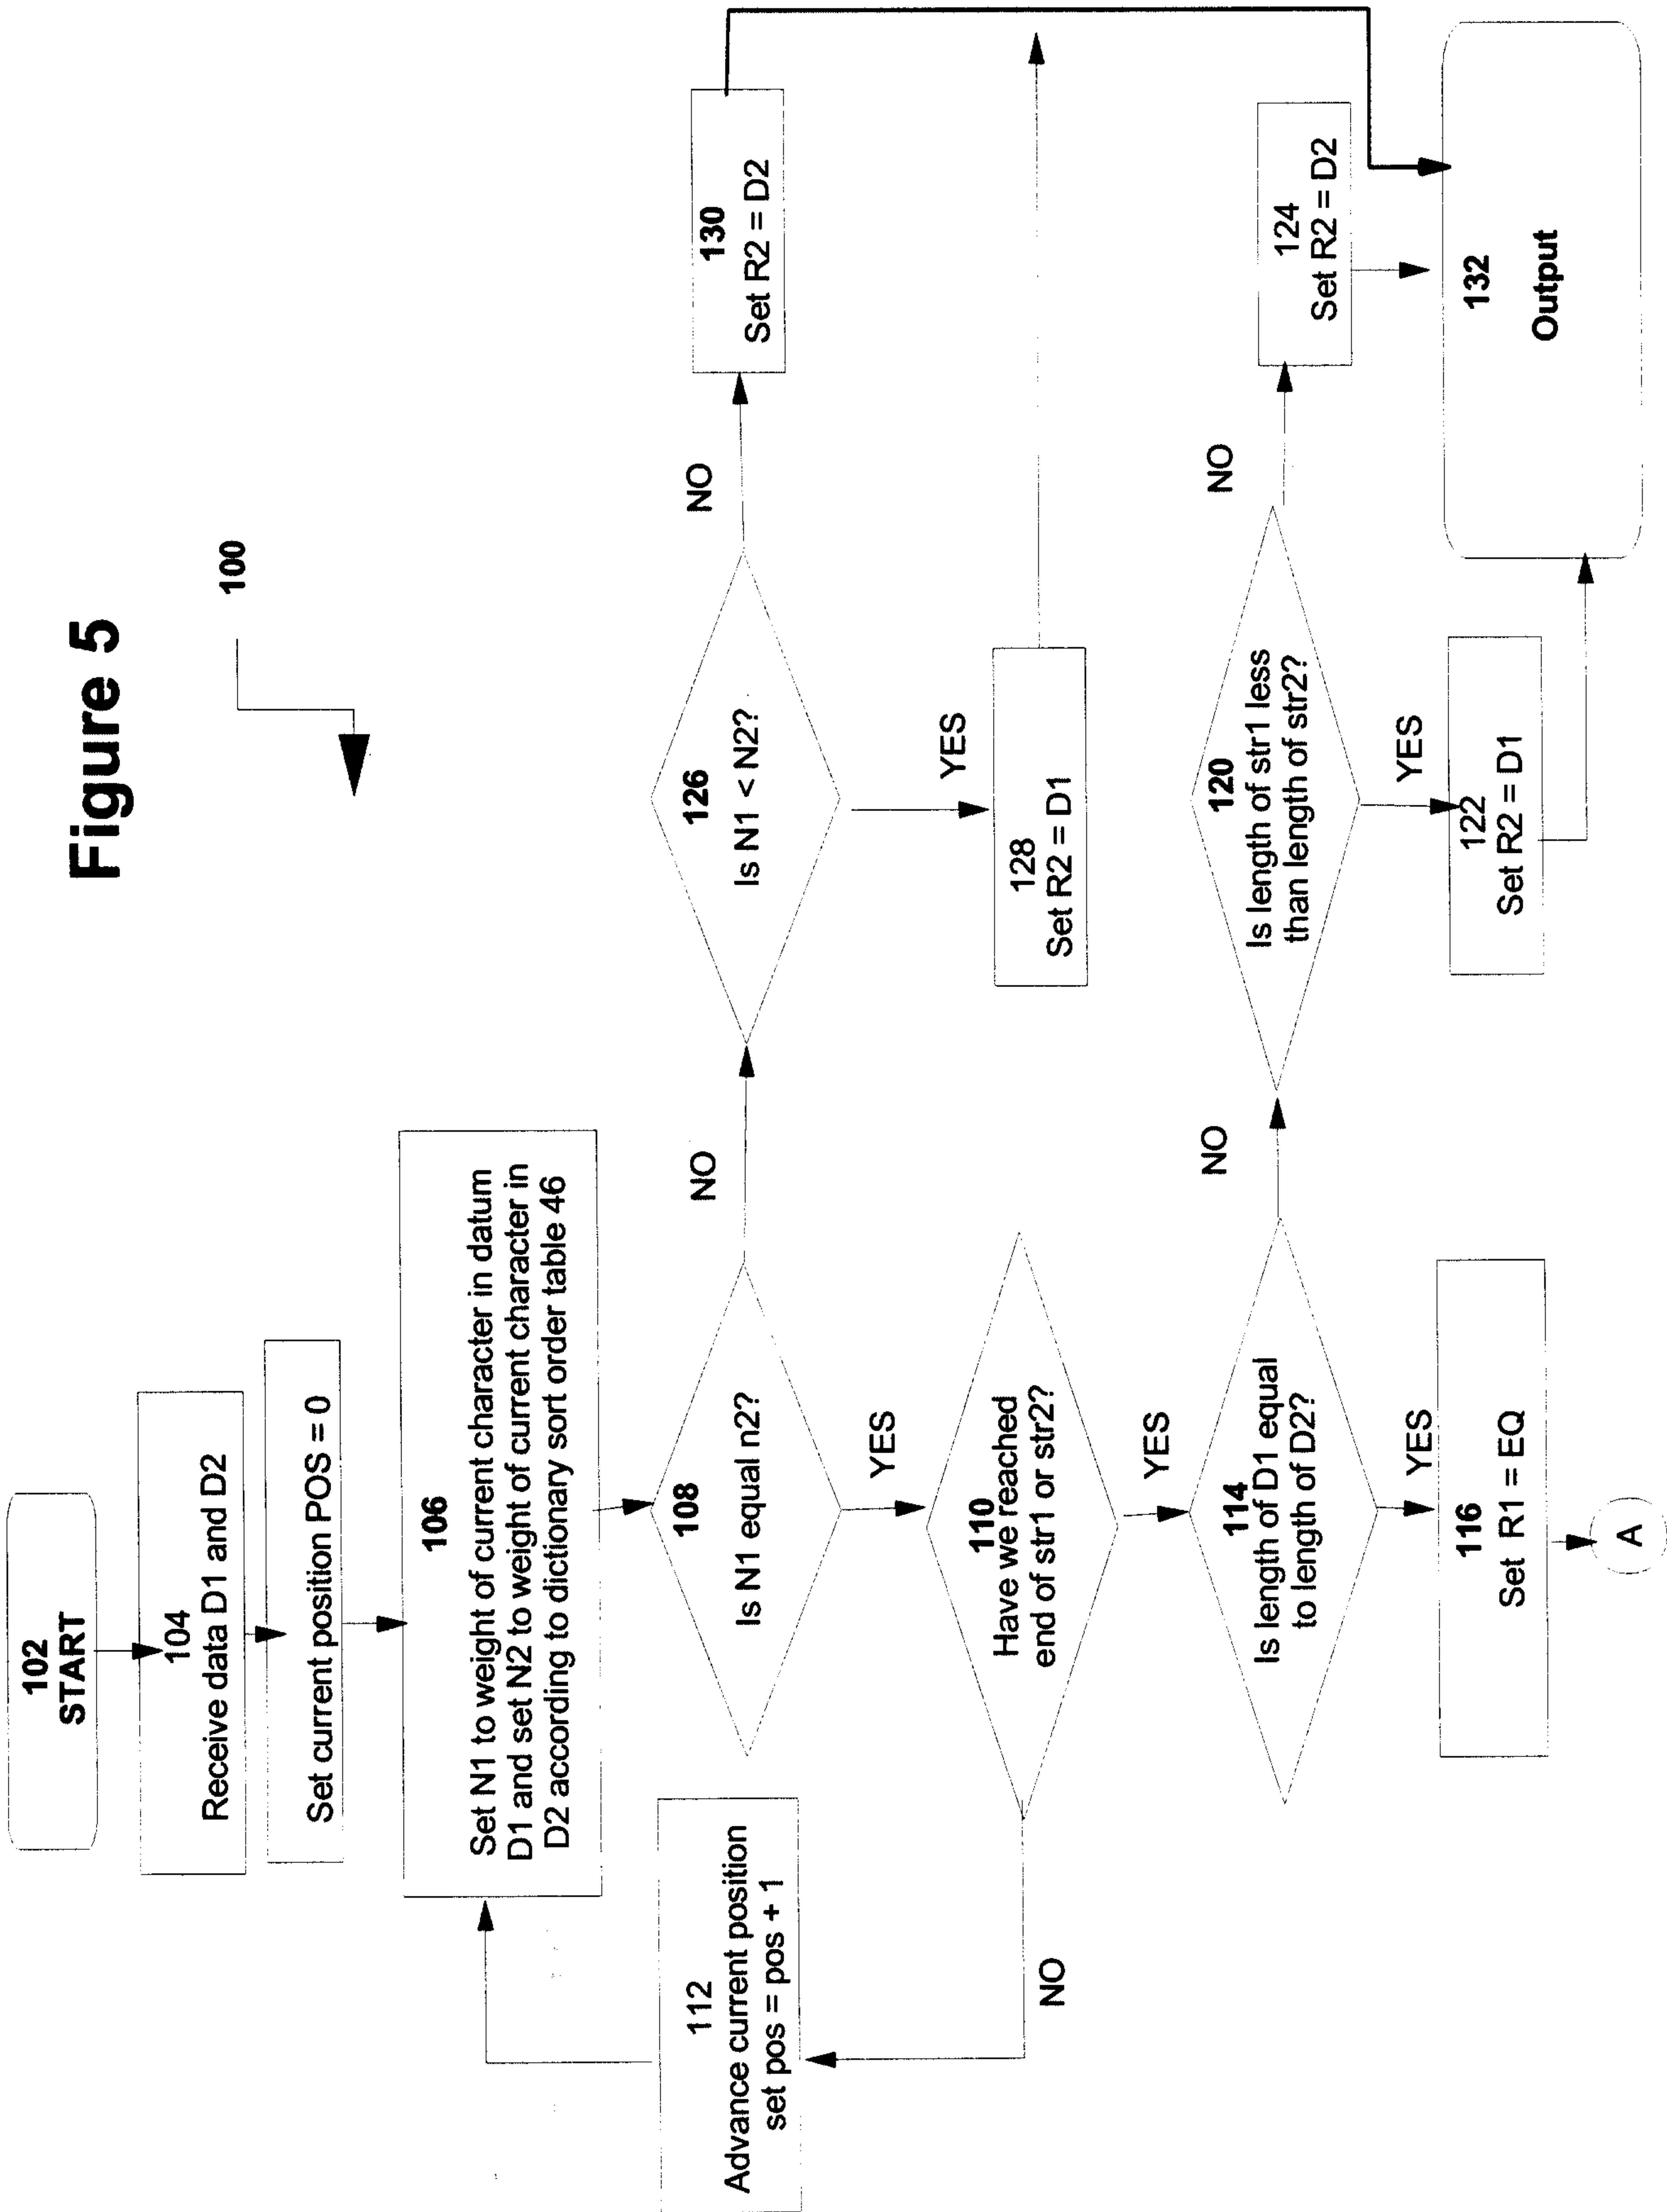 Figure 5
100
102
START
104
Receive data D1 and D2
Set current position POS = 0
106
Set N1 to weight of current character in datum
D1 and set N2 to weight of current character in
D2 according to dictionary sort order table 46
112
Advance current position
set pos = pos + 1
108
Is N1 equal n2?
NO
126
Is N1 < N2?
NO
130
Set R2 = D2
YES
YES
110
Have we reached
end of str1 or str2?
NO
128
Set R2 = D1
YES
114
Is length of D1 equal
to length of D2?
NO
120
Is length of str1 less
than length of str2?
NO
124
Set R2 = D2
YES
YES
116
Set R1 = EQ
122
Set R2 = D1
132
Output
A